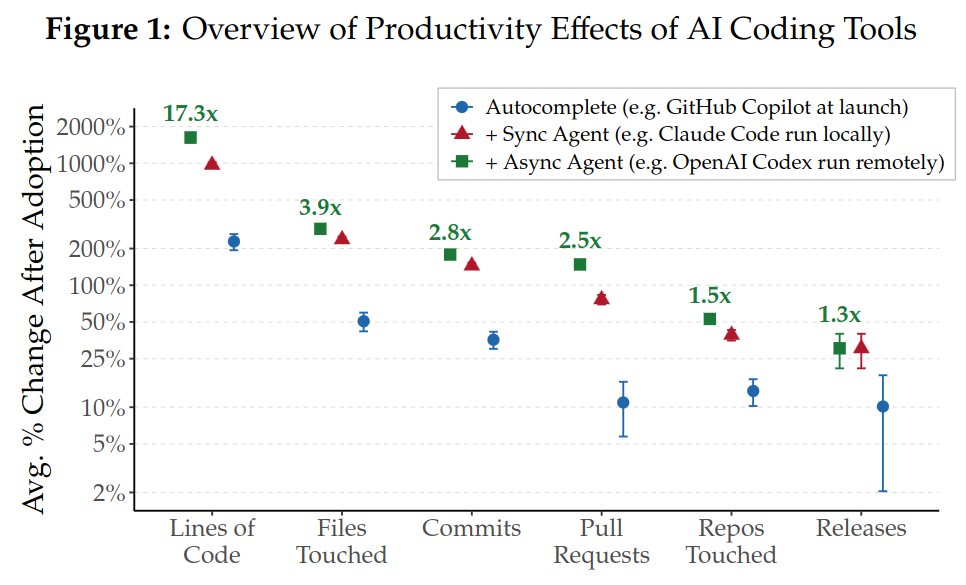 Figure 1: Overview of Productivity Effects of AI Coding Tools
Avg. % Change After Adoption
2000%
1000%
500%
200%
100%
50%
25%
10%
5%
2%
Autocomplete (e.g. GitHub Copilot at launch)
+ Sync Agent (e.g. Claude Code run locally)
+ Async Agent (e.g. OpenAI Codex run remotely)
17.3x
3.9x
2.8x
2.5x
1.5x
1.3x
Lines of
Code
Files
Touched
Commits
Pull
Requests
Repos
Touched
Releases